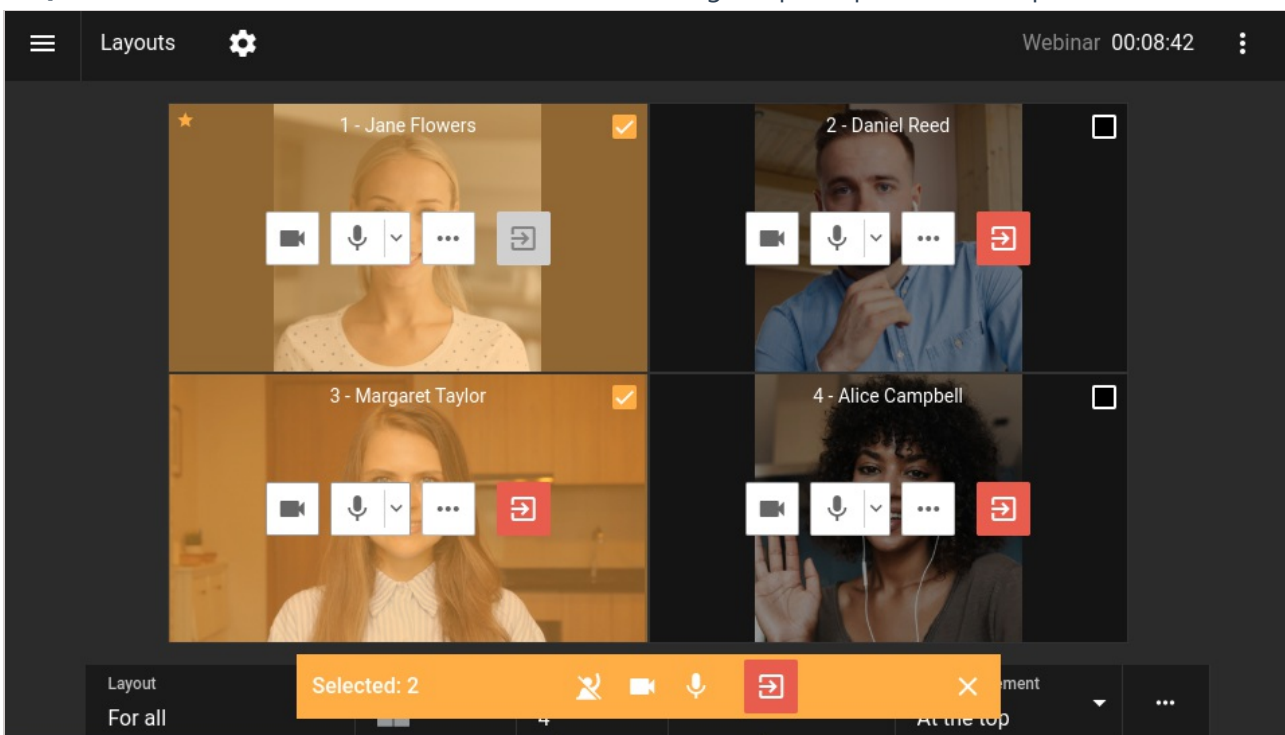 Layouts
Webinar 00:08:42
1 - Jane Flowers
2 - Daniel Reed
3 - Margaret Taylor
4 - Alice Campbell
Selected: 2
Layout
For all
4
At the top